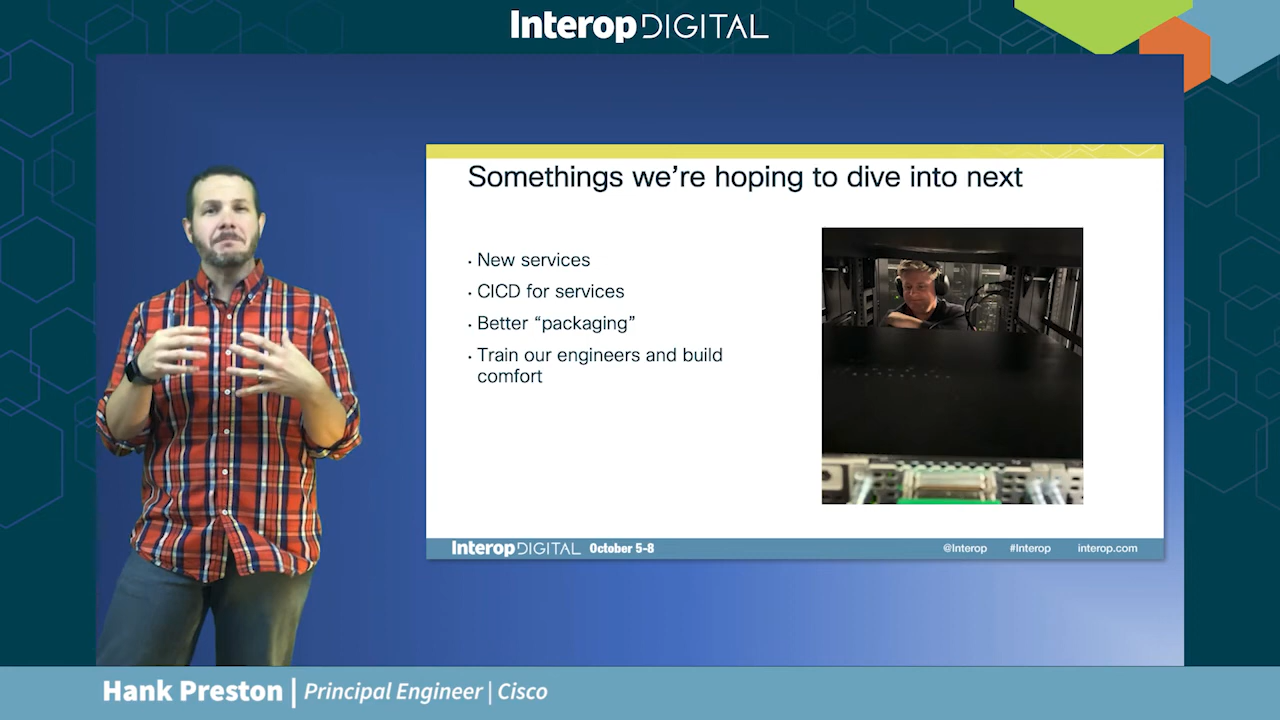 Interop DIGITAL
Somethings we're hoping to dive into next
• New services
• CICD for services
• Better “packaging”
• Train our engineers and build
comfort
Interop DIGITAL October 5-8 @Interop #Interop interop.com
Hank Preston | Principal Engineer | Cisco